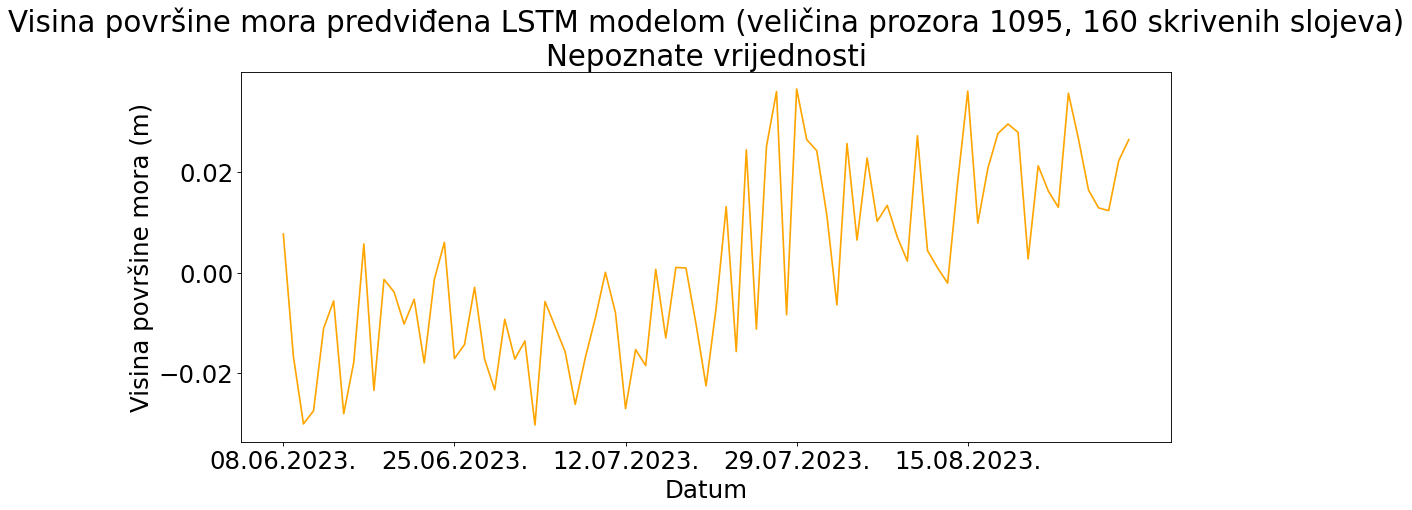 Visina površine mora predviđena LSTM modelom (veličina prozora 1095, 160 skrivenih slojeva)
Nepoznate vrijednosti
Visina površine mora (m)
0.02
0.00
−0.02
08.06.2023. 25.06.2023. 12.07.2023. 29.07.2023. 15.08.2023.
Datum